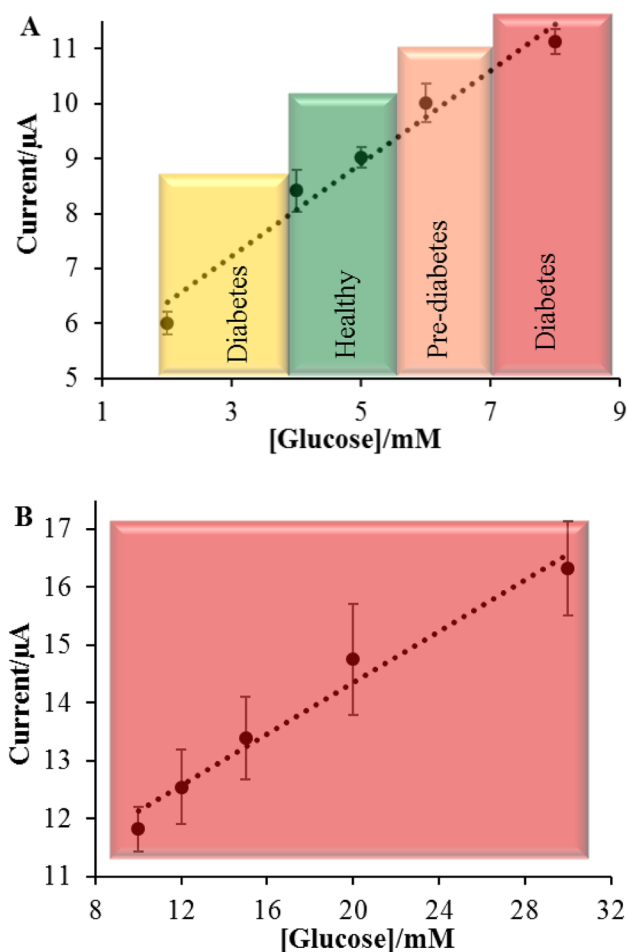 A
11
10
9
8
7
6
5
Current/μA
Diabetes
Healthy
Pre-diabetes
Diabetes
1 3 5 7 9
[Glucose]/mM
B
17
16
15
14
13
12
11
Current/μA
8 12 16 20 24 28 32
[Glucose]/mM